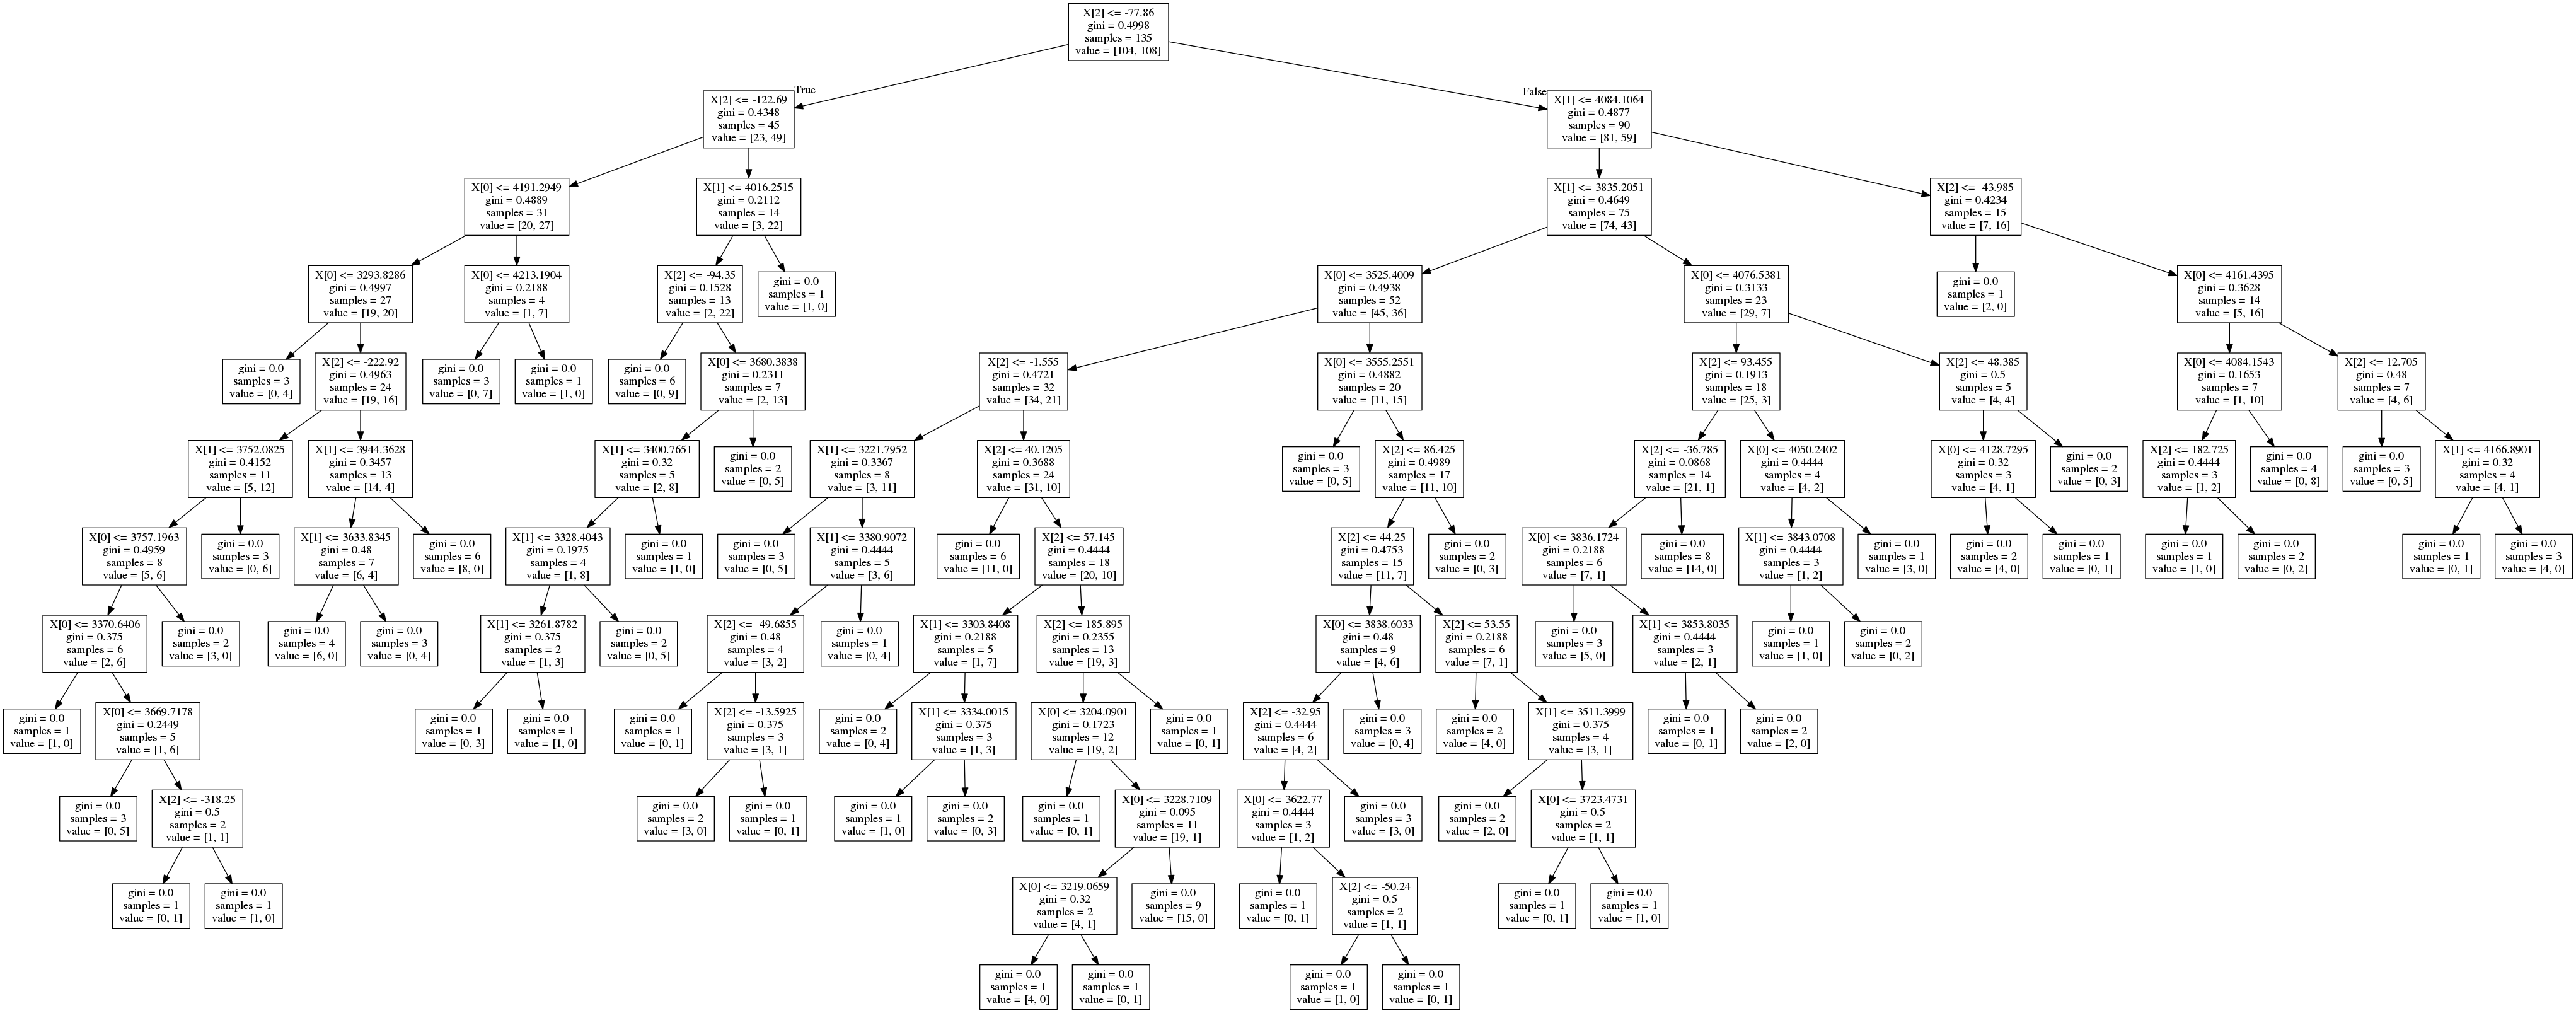 X[2] <= -77.86
gini = 0.4998
samples = 135
value = [104, 108]
True
False
X[2] <= -122.69
gini = 0.4348
samples = 45
value = [23, 49]
X[1] <= 4084.1064
gini = 0.4877
samples = 90
value = [81, 59]
X[0] <= 4191.2949
gini = 0.4889
samples = 31
value = [20, 27]
X[1] <= 4016.2515
gini = 0.2112
samples = 14
value = [3, 22]
X[1] <= 3835.2051
gini = 0.4649
samples = 75
value = [74, 43]
X[2] <= -43.985
gini = 0.4234
samples = 15
value = [7, 16]
X[0] <= 3293.8286
gini = 0.4997
samples = 27
value = [19, 20]
X[0] <= 4213.1904
gini = 0.2188
samples = 4
value = [1, 7]
X[2] <= -94.35
gini = 0.1528
samples = 13
value = [2, 22]
gini = 0.0
samples = 1
value = [1, 0]
X[0] <= 3525.4009
gini = 0.4938
samples = 52
value = [45, 36]
X[0] <= 4076.5381
gini = 0.3133
samples = 23
value = [29, 7]
gini = 0.0
samples = 1
value = [2, 0]
X[0] <= 4161.4395
gini = 0.3628
samples = 14
value = [5, 16]
gini = 0.0
samples = 3
value = [0, 4]
X[2] <= -222.92
gini = 0.4963
samples = 24
value = [19, 16]
gini = 0.0
samples = 3
value = [0, 7]
gini = 0.0
samples = 1
value = [1, 0]
gini = 0.0
samples = 6
value = [0, 9]
X[0] <= 3680.3838
gini = 0.2311
samples = 7
value = [2, 13]
X[2] <= -1.555
gini = 0.4721
samples = 32
value = [34, 21]
X[0] <= 3555.2551
gini = 0.4882
samples = 20
value = [11, 15]
X[2] <= 93.455
gini = 0.1913
samples = 18
value = [25, 3]
X[2] <= 48.385
gini = 0.5
samples = 5
value = [4, 4]
X[0] <= 4084.1543
gini = 0.1653
samples = 7
value = [1, 10]
X[2] <= 12.705
gini = 0.48
samples = 7
value = [4, 6]
X[1] <= 3752.0825
gini = 0.4152
samples = 11
value = [5, 12]
X[1] <= 3944.3628
gini = 0.3457
samples = 13
value = [14, 4]
X[1] <= 3400.7651
gini = 0.32
samples = 5
value = [2, 8]
gini = 0.0
samples = 2
value = [0, 5]
X[1] <= 3221.7952
gini = 0.3367
samples = 8
value = [3, 11]
X[2] <= 40.1205
gini = 0.3688
samples = 24
value = [31, 10]
gini = 0.0
samples = 3
value = [0, 5]
X[2] <= 86.425
gini = 0.4989
samples = 17
value = [11, 10]
X[2] <= -36.785
gini = 0.0868
samples = 14
value = [21, 1]
X[0] <= 4050.2402
gini = 0.4444
samples = 4
value = [4, 2]
X[0] <= 4128.7295
gini = 0.32
samples = 3
value = [4, 1]
gini = 0.0
samples = 2
value = [0, 3]
X[2] <= 182.725
gini = 0.4444
samples = 3
value = [1, 2]
gini = 0.0
samples = 4
value = [0, 8]
gini = 0.0
samples = 3
value = [0, 5]
X[1] <= 4166.8901
gini = 0.32
samples = 4
value = [4, 1]
X[0] <= 3757.1963
gini = 0.4959
samples = 8
value = [5, 6]
gini = 0.0
samples = 3
value = [0, 6]
X[1] <= 3633.8345
gini = 0.48
samples = 7
value = [6, 4]
gini = 0.0
samples = 6
value = [8, 0]
X[1] <= 3328.4043
gini = 0.1975
samples = 4
value = [1, 8]
gini = 0.0
samples = 1
value = [1, 0]
gini = 0.0
samples = 3
value = [0, 5]
X[1] <= 3380.9072
gini = 0.4444
samples = 5
value = [3, 6]
gini = 0.0
samples = 6
value = [11, 0]
X[2] <= 57.145
gini = 0.4444
samples = 18
value = [20, 10]
X[2] <= 44.25
gini = 0.4753
samples = 15
value = [11, 7]
gini = 0.0
samples = 2
value = [0, 3]
X[0] <= 3836.1724
gini = 0.2188
samples = 6
value = [7, 1]
gini = 0.0
samples = 8
value = [14, 0]
X[1] <= 3843.0708
gini = 0.4444
samples = 3
value = [1, 2]
gini = 0.0
samples = 1
value = [3, 0]
gini = 0.0
samples = 2
value = [4, 0]
gini = 0.0
samples = 1
value = [0, 1]
gini = 0.0
samples = 1
value = [1, 0]
gini = 0.0
samples = 2
value = [0, 2]
gini = 0.0
samples = 1
value = [0, 1]
gini = 0.0
samples = 3
value = [4, 0]
X[0] <= 3370.6406
gini = 0.375
samples = 6
value = [2, 6]
gini = 0.0
samples = 2
value = [3, 0]
gini = 0.0
samples = 4
value = [6, 0]
gini = 0.0
samples = 3
value = [0, 4]
X[1] <= 3261.8782
gini = 0.375
samples = 2
value = [1, 3]
gini = 0.0
samples = 2
value = [0, 5]
X[2] <= -49.6855
gini = 0.48
samples = 4
value = [3, 2]
gini = 0.0
samples = 1
value = [0, 4]
X[1] <= 3303.8408
gini = 0.2188
samples = 5
value = [1, 7]
X[2] <= 185.895
gini = 0.2355
samples = 13
value = [19, 3]
X[0] <= 3838.6033
gini = 0.48
samples = 9
value = [4, 6]
X[2] <= 53.55
gini = 0.2188
samples = 6
value = [7, 1]
gini = 0.0
samples = 3
value = [5, 0]
X[1] <= 3853.8035
gini = 0.4444
samples = 3
value = [2, 1]
gini = 0.0
samples = 1
value = [1, 0]
gini = 0.0
samples = 2
value = [0, 2]
gini = 0.0
samples = 1
value = [1, 0]
X[0] <= 3669.7178
gini = 0.2449
samples = 5
value = [1, 6]
gini = 0.0
samples = 1
value = [0, 3]
gini = 0.0
samples = 1
value = [1, 0]
gini = 0.0
samples = 1
value = [0, 1]
X[2] <= -13.5925
gini = 0.375
samples = 3
value = [3, 1]
gini = 0.0
samples = 2
value = [0, 4]
X[1] <= 3334.0015
gini = 0.375
samples = 3
value = [1, 3]
X[0] <= 3204.0901
gini = 0.1723
samples = 12
value = [19, 2]
gini = 0.0
samples = 1
value = [0, 1]
X[2] <= -32.95
gini = 0.4444
samples = 6
value = [4, 2]
gini = 0.0
samples = 3
value = [0, 4]
gini = 0.0
samples = 2
value = [4, 0]
X[1] <= 3511.3999
gini = 0.375
samples = 4
value = [3, 1]
gini = 0.0
samples = 1
value = [0, 1]
gini = 0.0
samples = 2
value = [2, 0]
gini = 0.0
samples = 3
value = [0, 5]
X[2] <= -318.25
gini = 0.5
samples = 2
value = [1, 1]
gini = 0.0
samples = 2
value = [3, 0]
gini = 0.0
samples = 1
value = [0, 1]
gini = 0.0
samples = 1
value = [1, 0]
gini = 0.0
samples = 2
value = [0, 3]
gini = 0.0
samples = 1
value = [0, 1]
X[0] <= 3228.7109
gini = 0.095
samples = 11
value = [19, 1]
X[0] <= 3622.77
gini = 0.4444
samples = 3
value = [1, 2]
gini = 0.0
samples = 3
value = [3, 0]
gini = 0.0
samples = 2
value = [2, 0]
X[0] <= 3723.4731
gini = 0.5
samples = 2
value = [1, 1]
gini = 0.0
samples = 1
value = [0, 1]
gini = 0.0
samples = 1
value = [1, 0]
X[0] <= 3219.0659
gini = 0.32
samples = 2
value = [4, 1]
gini = 0.0
samples = 9
value = [15, 0]
gini = 0.0
samples = 1
value = [0, 1]
X[2] <= -50.24
gini = 0.5
samples = 2
value = [1, 1]
gini = 0.0
samples = 1
value = [0, 1]
gini = 0.0
samples = 1
value = [1, 0]
gini = 0.0
samples = 1
value = [4, 0]
gini = 0.0
samples = 1
value = [0, 1]
gini = 0.0
samples = 1
value = [1, 0]
gini = 0.0
samples = 1
value = [0, 1]